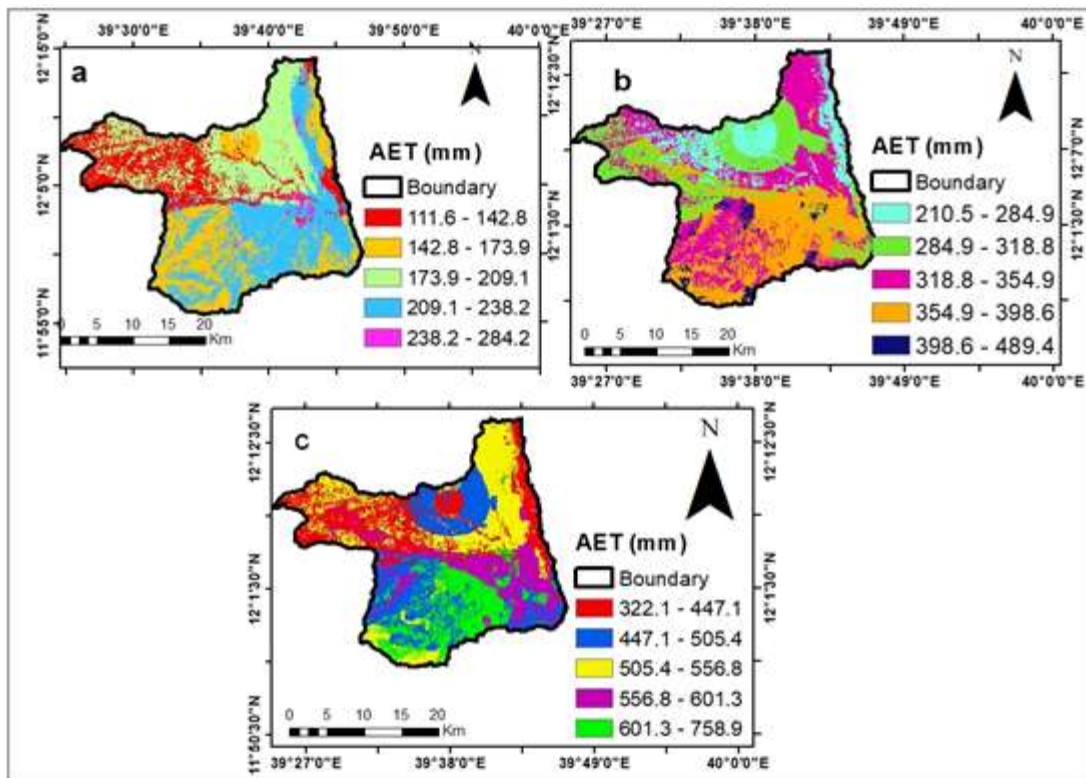 39°30'0"E 39°40'0"E 39°50'0"E 40°0'0"E
12°15'0"N
12°5'0"N
11°55'0"N
a
N
AET (mm)
Boundary
111.6 - 142.8
142.8 - 173.9
173.9 - 209.1
209.1 - 238.2
238.2 - 284.2
0 5 10 15 20
Km
39°27'0"E 39°38'0"E 39°49'0"E 40°0'0"E
12°12'30"N
12°7'0"N
12°1'30"N
b
N
AET (mm)
Boundary
210.5 - 284.9
284.9 - 318.8
318.8 - 354.9
354.9 - 398.6
398.6 - 489.4
0 5 10 15 20
Km
39°27'0"E 39°38'0"E 39°49'0"E 40°0'0"E
12°12'30"N
12°1'30"N
11°50'30"N
c
N
AET (mm)
Boundary
322.1 - 447.1
447.1 - 505.4
505.4 - 556.8
556.8 - 601.3
601.3 - 758.9
0 5 10 15 20
Km
39°27'0"E 39°38'0"E 39°49'0"E 40°0'0"E